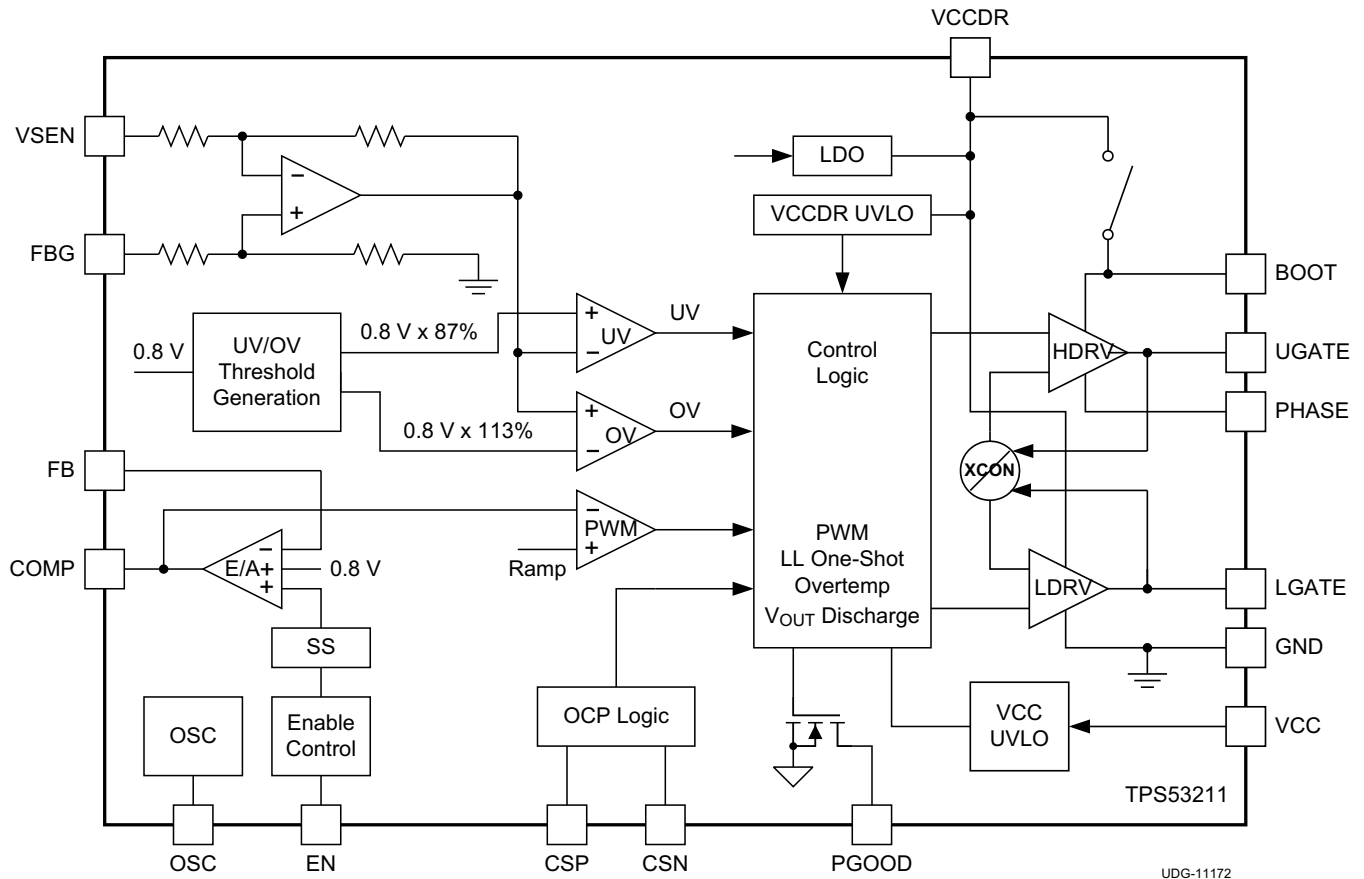 VCCDR
VSEN
LDO
−
+
VCCDR UVLO
FBG
BOOT
0.8 V
UV/OV
Threshold
Generation
0.8 V x 87%
0.8 V x 113%
+
UV
−
UV
+
OV
−
OV
Control
Logic
HDRV
UGATE
PHASE
FB
XCON
−
PWM
+
Ramp
COMP
−
E/A+
+
0.8 V
PWM
LL One-Shot
Overtemp
VOUT Discharge
LDRV
LGATE
GND
SS
OSC
Enable
Control
OCP Logic
VCC
UVLO
VCC
TPS53211
OSC
EN
CSP
CSN
PGOOD
UDG-11172